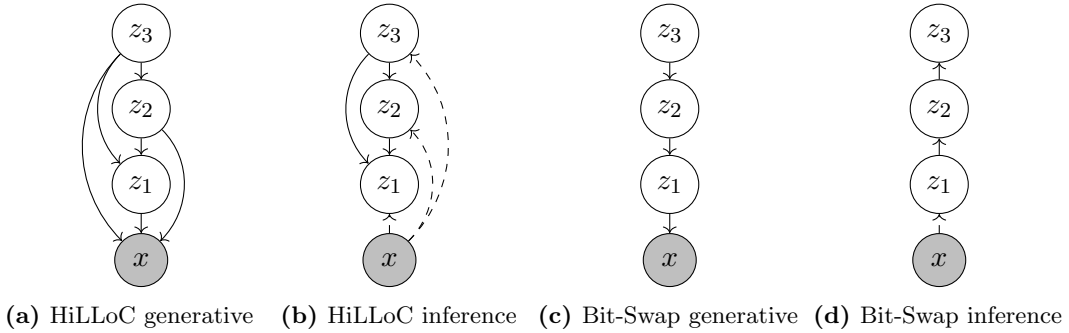 z3 z3 z3 z3
z2 z2 z2 z2
z1 z1 z1 z1
x x x x
(a) HiLLoC generative (b) HiLLoC inference (c) Bit-Swap generative (d) Bit-Swap inference